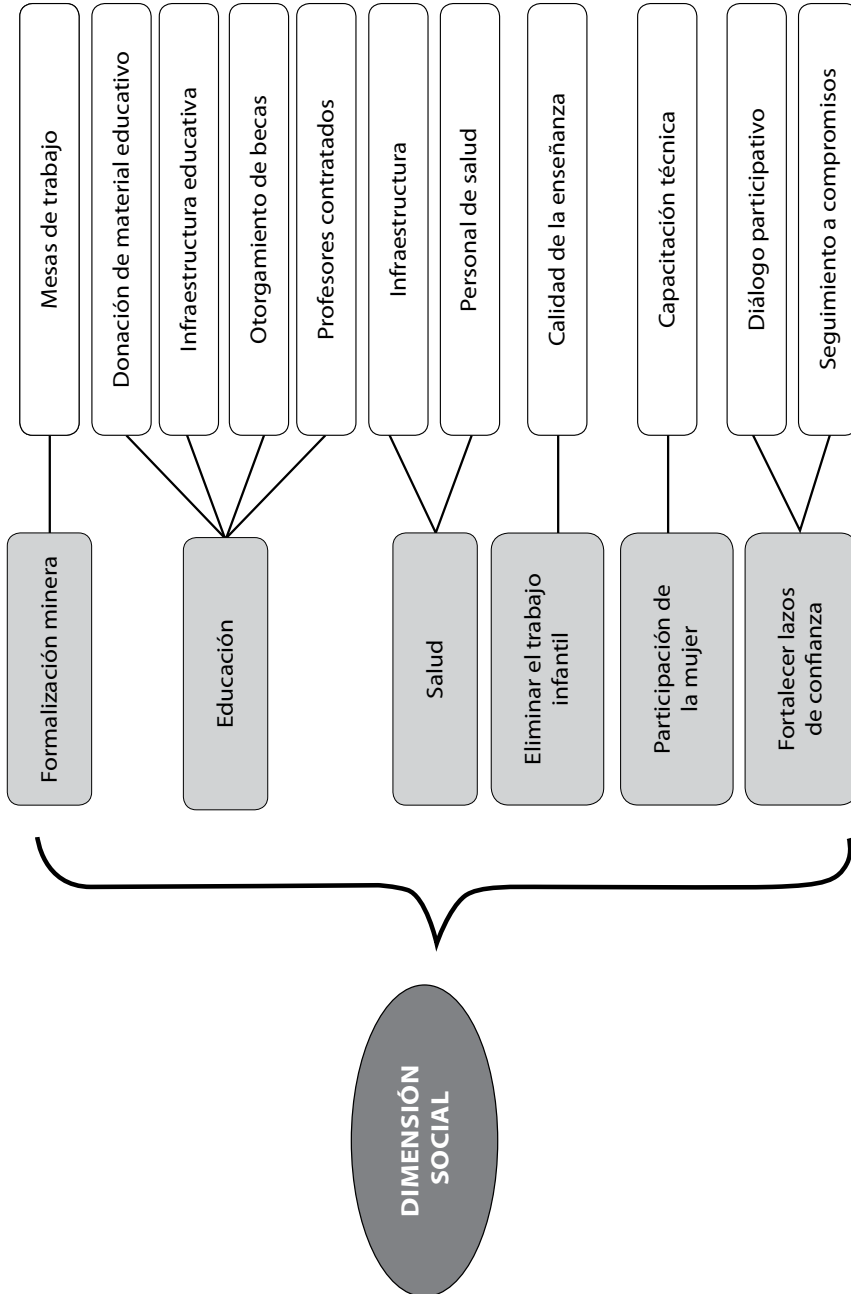 DIMENSIÓN
SOCIAL
Formalización minera
Mesas de trabajo
Educación
Donación de material educativo
Infraestructura educativa
Otorgamiento de becas
Profesores contratados
Salud
Infraestructura
Personal de salud
Eliminar el trabajo
infantil
Calidad de la enseñanza
Participación de
la mujer
Capacitación técnica
Fortalecer lazos
de confianza
Diálogo participativo
Seguimiento a compromisos